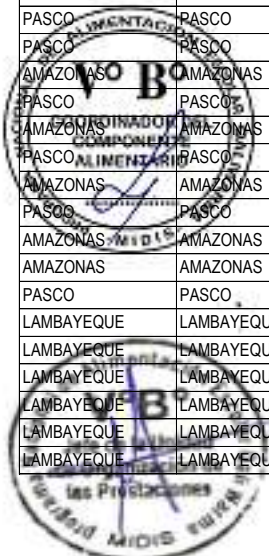 PASCO PASCO
PASCO PASCO
AMAZONAS AMAZONAS
PASCO PASCO
AMAZONAS AMAZONAS
PASCO PASCO
AMAZONAS AMAZONAS
PASCO PASCO
AMAZONAS AMAZONAS
AMAZONAS AMAZONAS
PASCO PASCO
LAMBAYEQUE LAMBAYEQU
LAMBAYEQUE LAMBAYEQU
LAMBAYEQUE LAMBAYEQU
LAMBAYEQUE LAMBAYEQU
LAMBAYEQUE LAMBAYEQU
LAMBAYEQUE LAMBAYEQU
V° B°
COORDINADOR DEL
COMPONENTE
ALIMENTARIO
MIDIS
B°
las Prestaciones
MIDIS